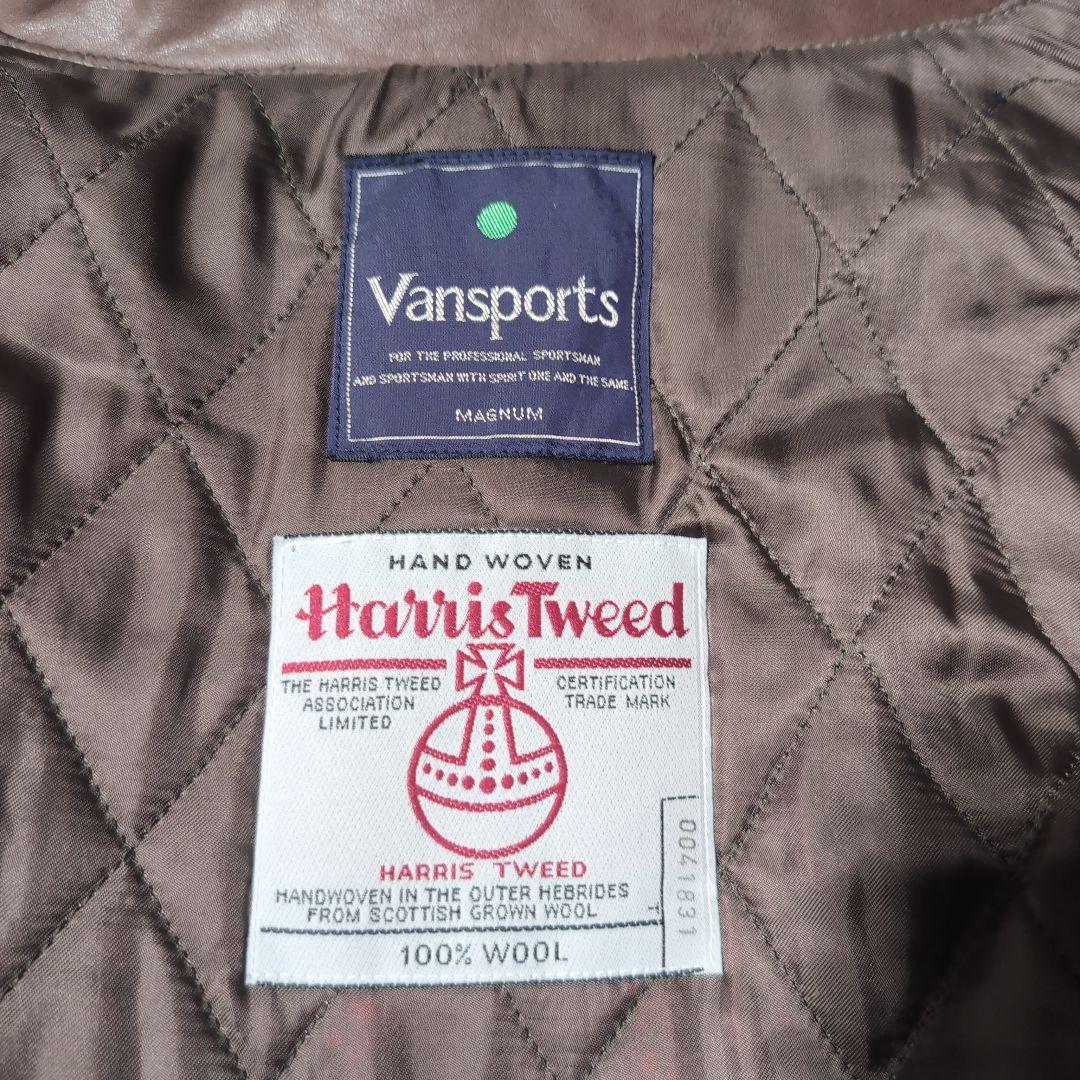 Vansports
FOR THE PROFESSIONAL SPORTSMAN
AND SPORTSMAN WITH SPIRIT ONE AND THE SAME.
MAGNUM
HAND WOVEN
Harris Tweed
THE HARRIS TWEED
ASSOCIATION
LIMITED
CERTIFICATION
TRADE MARK
HARRIS TWEED
HANDWOVEN IN THE OUTER HEBRIDES
FROM SCOTTISH GROWN WOOL
100% WOOL
T
0041831